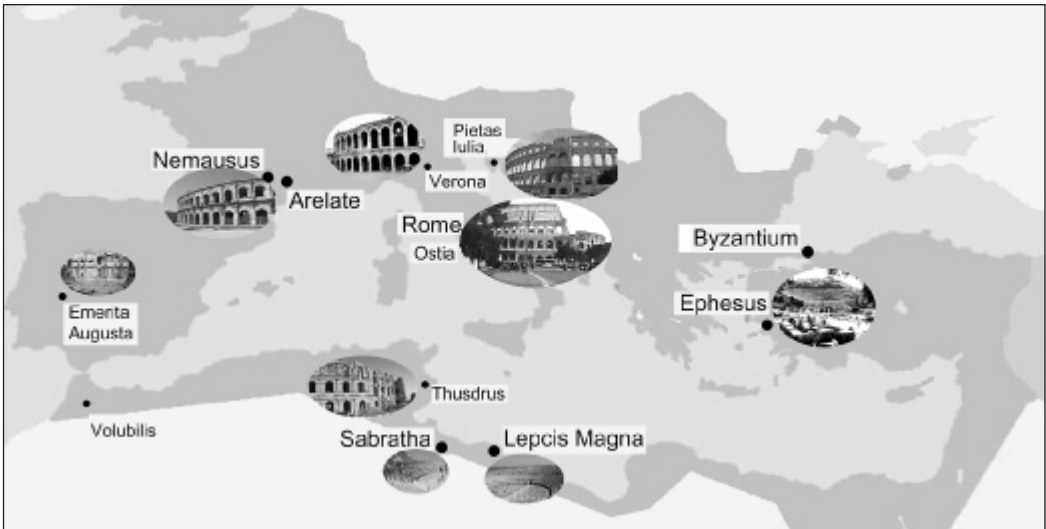 Pietas
Iulia
Nemausus
Verona
Arelate
Rome
Ostia
Byzantium
Ephesus
Emerita
Augusta
Thusdrus
Volubilis
Sabratha
Lepcis Magna